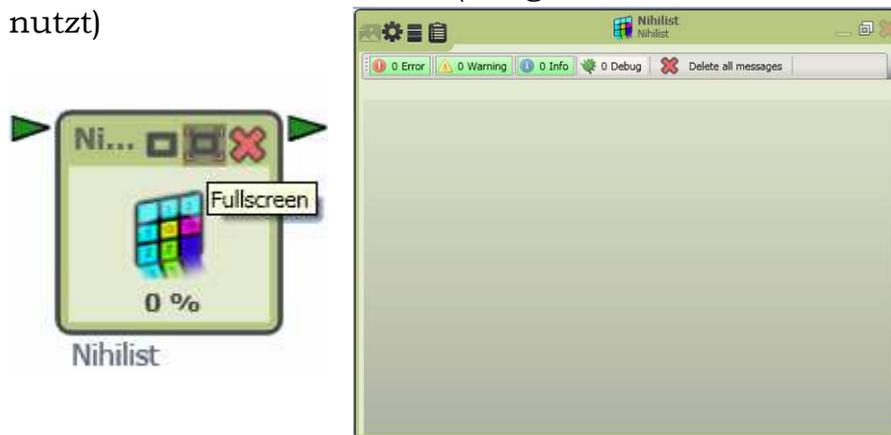 nutzt)
Nihilist
Nihilist
0 Error 0 Warning 0 Info 0 Debug Delete all messages
Ni...
Fullscreen
0 %
Nihilist